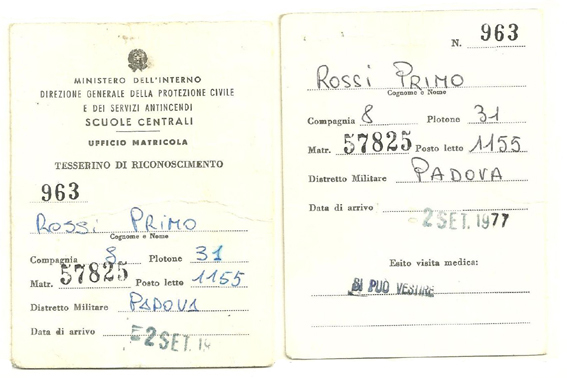 MINISTERO DELL'INTERNO
DIREZIONE GENERALE DELLA PROTEZIONE CIVILE
E DEI SERVIZI ANTINCENDI
SCUOLE CENTRALI
UFFICIO MATRICOLA
TESSERINO DI RICONOSCIMENTO
963
ROSSI PRIMO
Cognome e Nome
Compagnia 8 Plotone 31
Matr. 57825 Posto letto 1155
Distretto Militare PADOVA
Data di arrivo 2 SET. 19
N. 963
ROSSI PRIMO
Cognome e Nome
Compagnia 8 Plotone 31
Matr. 57825 Posto letto 1155
Distretto Militare PADOVA
Data di arrivo 2 SET. 1977
Esito visita medica:
SI PUÒ VESTIRE